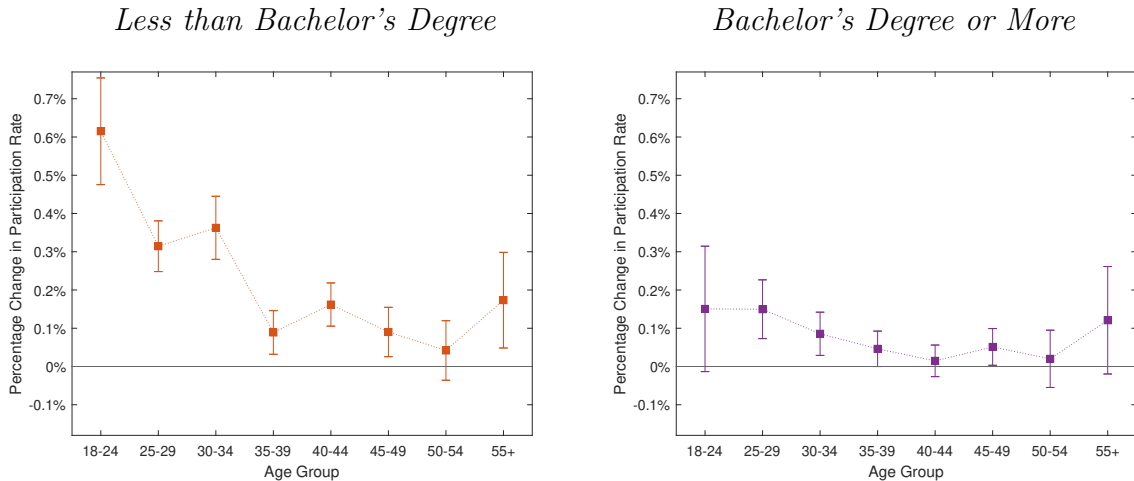 Less than Bachelor's Degree
Percentage Change in Participation Rate
0.7%
0.6%
0.5%
0.4%
0.3%
0.2%
0.1%
0%
-0.1%
18-24 25-29 30-34 35-39 40-44 45-49 50-54 55+
Age Group
Bachelor's Degree or More
Percentage Change in Participation Rate
0.7%
0.6%
0.5%
0.4%
0.3%
0.2%
0.1%
0%
-0.1%
18-24 25-29 30-34 35-39 40-44 45-49 50-54 55+
Age Group